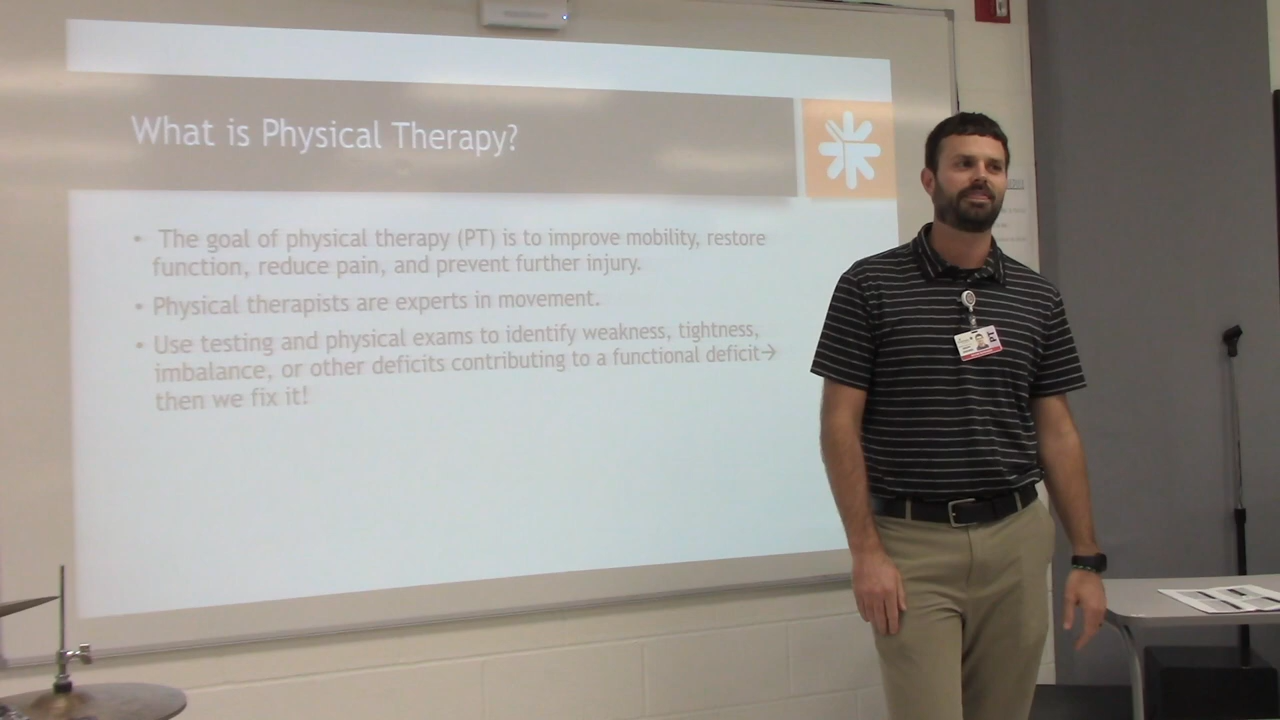 What is Physical Therapy?
• The goal of physical therapy (PT) is to improve mobility, restore
function, reduce pain, and prevent further injury.
• Physical therapists are experts in movement.
• Use testing and physical exams to identify weakness, tightness,
imbalance, or other deficits contributing to a functional deficit→
then we fix it!
PT